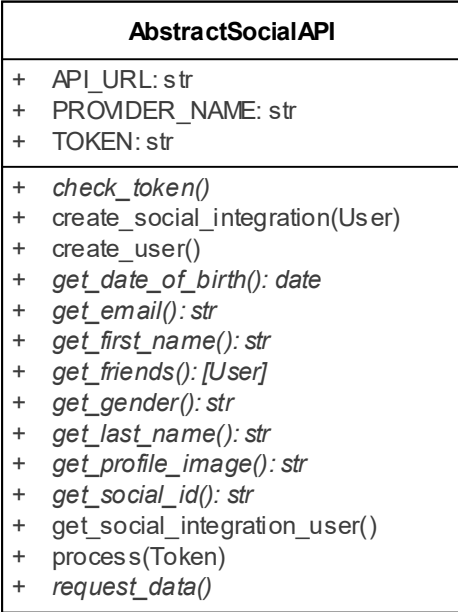 AbstractSocialAPI
+ API_URL: str
+ PROVIDER_NAME: str
+ TOKEN: str
+ check_token()
+ create_social_integration(User)
+ create_user()
+ get_date_of_birth(): date
+ get_email(): str
+ get_first_name(): str
+ get_friends(): [User]
+ get_gender(): str
+ get_last_name(): str
+ get_profile_image(): str
+ get_social_id(): str
+ get_social_integration_user()
+ process(Token)
+ request_data()